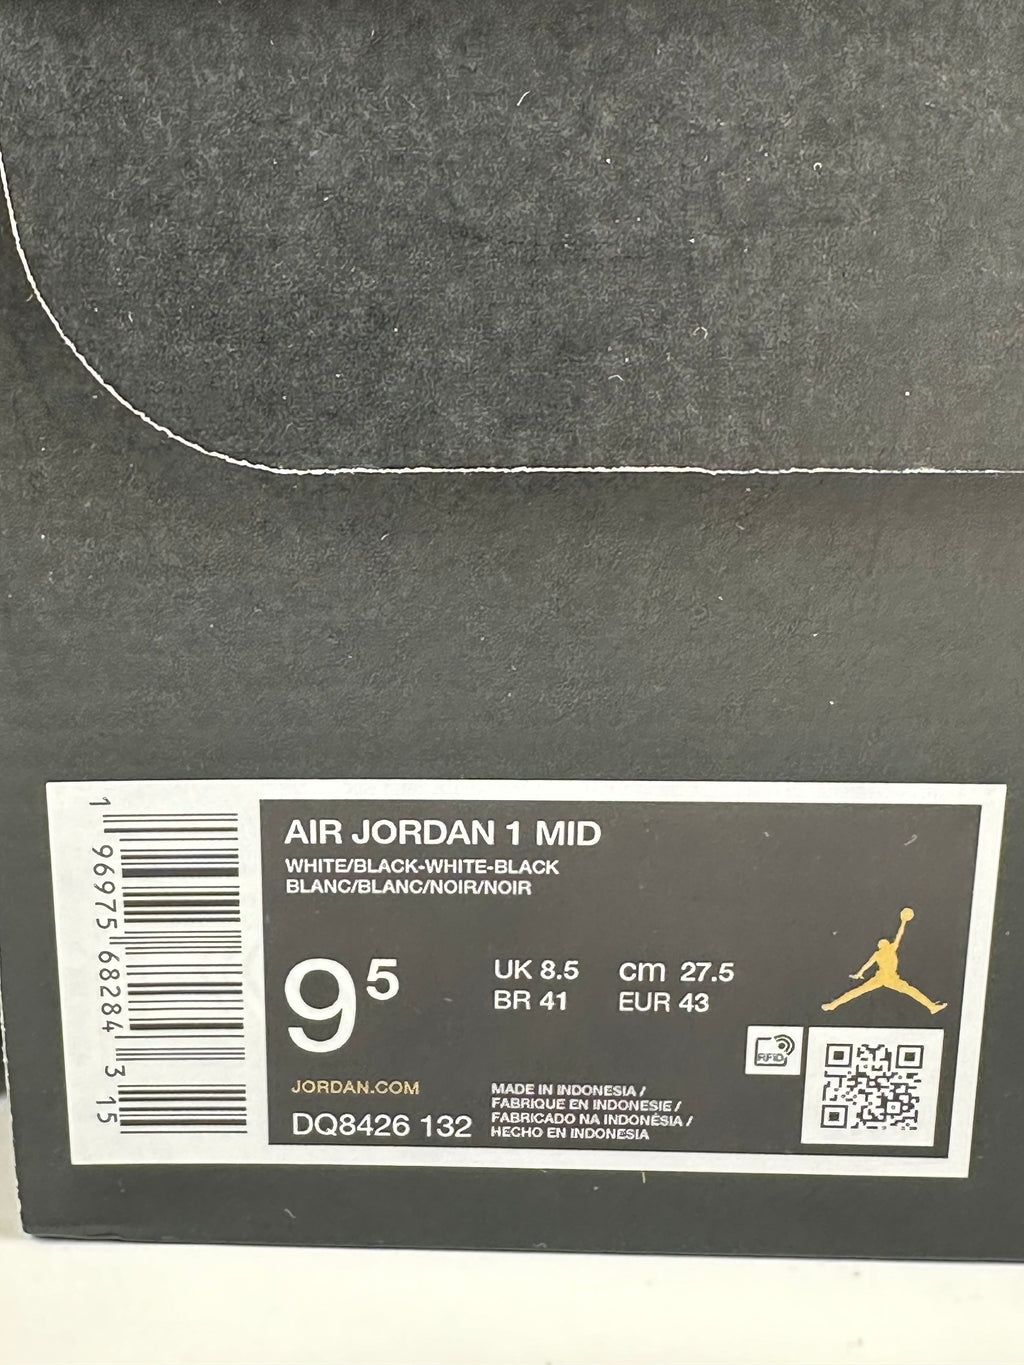 AIR JORDAN 1 MID
WHITE/BLACK-WHITE-BLACK
BLANC/BLANC/NOIR/NOIR
9⁵
UK 8.5 cm 27.5
BR 41 EUR 43
RFID
JORDAN.COM
DQ8426 132
MADE IN INDONESIA /
FABRIQUE EN INDONESIE /
FABRICADO NA INDONÉSIA /
HECHO EN INDONESIA
1 96975 68284 3 15